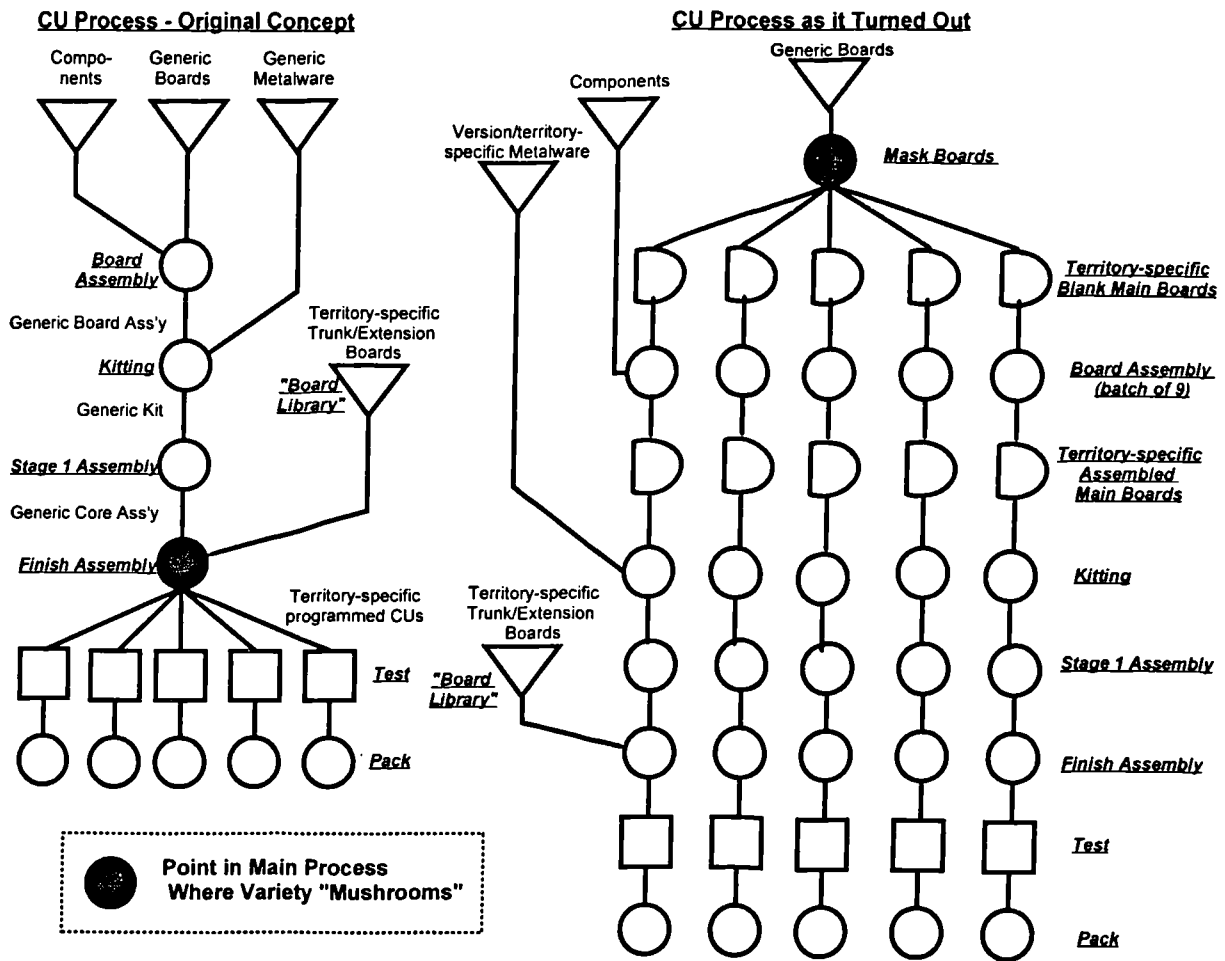 CU Process - Original Concept
Compo-
nents
Generic
Boards
Generic
Metalware
Board
Assembly
Generic Board Ass'y
Kitting
Generic Kit
Stage 1 Assembly
Generic Core Ass'y
Finish Assembly
Territory-specific
Trunk/Extension
Boards
"Board
Library"
Territory-specific
programmed CUs
Test
Pack
Point in Main Process
Where Variety "Mushrooms"
CU Process as it Turned Out
Generic Boards
Components
Version/territory-
specific Metalware
Mask Boards
Territory-specific
Blank Main Boards
Board Assembly
(batch of 9)
Territory-specific
Assembled
Main Boards
Kitting
Territory-specific
Trunk/Extension
Boards
"Board
Library"
Stage 1 Assembly
Finish Assembly
Test
Pack